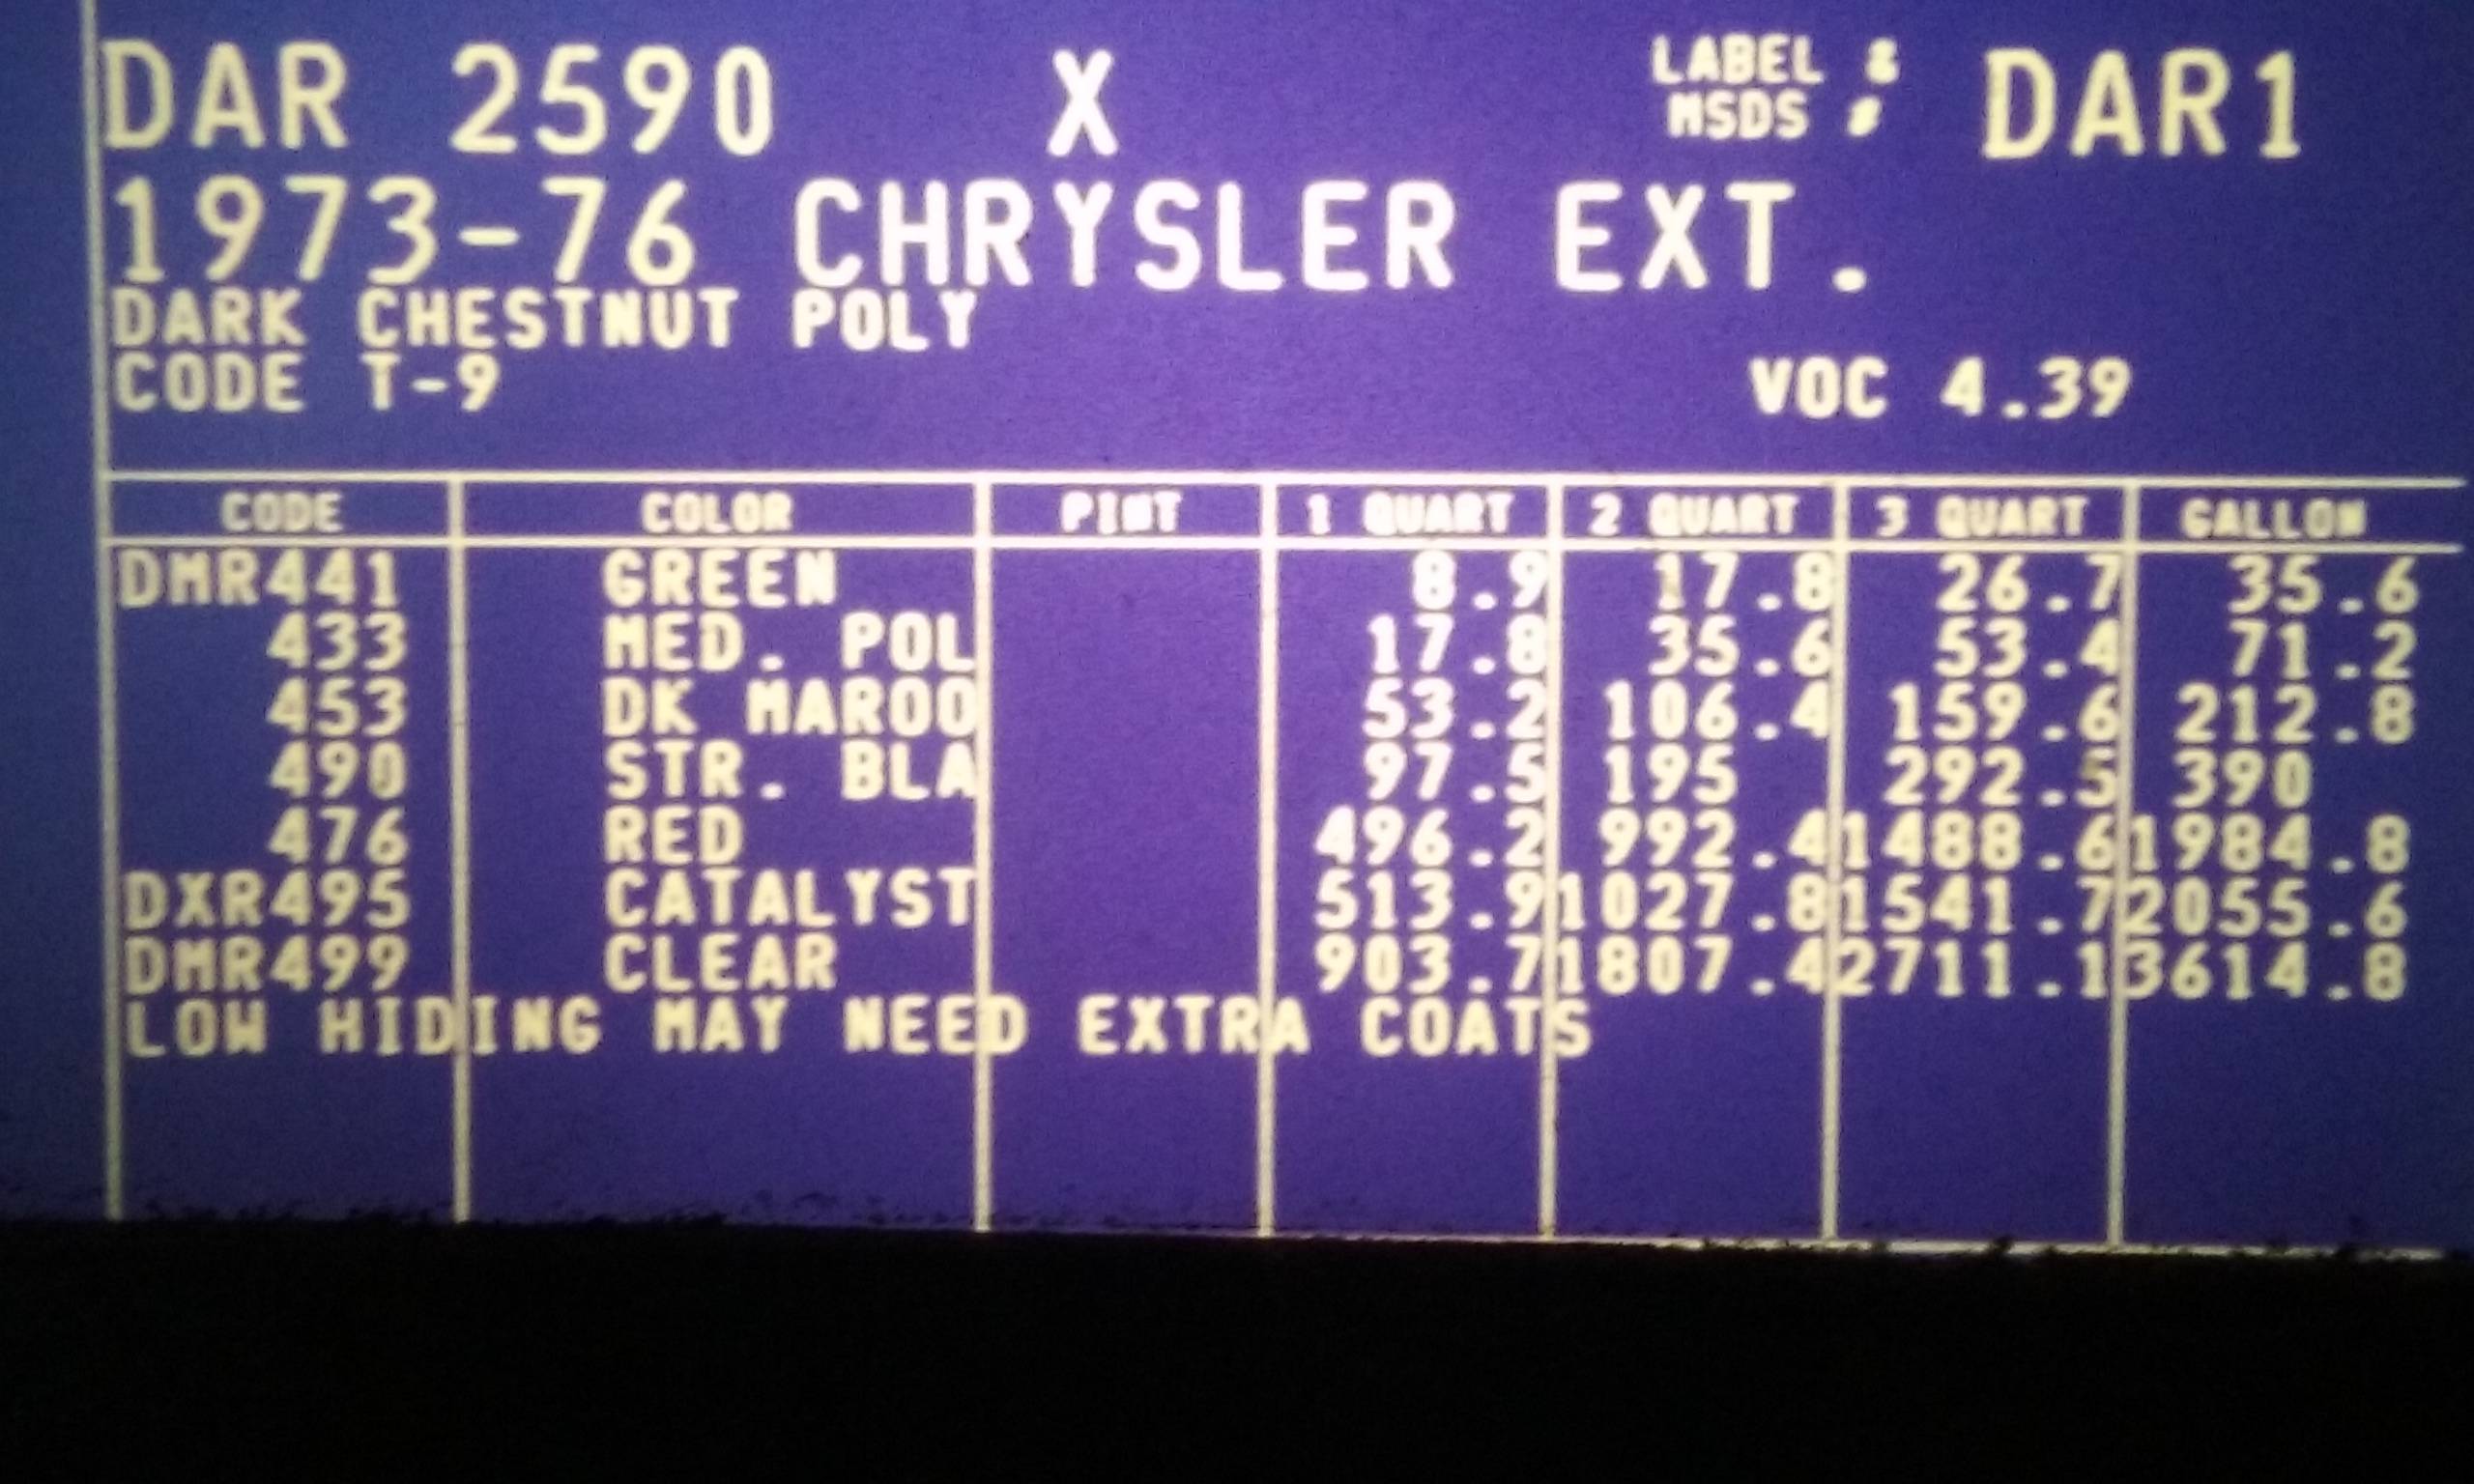 DAR 2590 X LABEL & MSDS # DAR1
1973-76 CHRYSLER EXT.
DARK CHESTNUT POLY
CODE T-9 VOC 4.39
CODE COLOR PINT 1 QUART 2 QUART 3 QUART GALLON
DMR441 GREEN 8.9 17.8 26.7 35.6
433 MED. POL 17.8 35.6 53.4 71.2
453 DK MAROO 53.2 106.4 159.6 212.8
490 STR. BLA 97.5 195 292.5 390
476 RED 496.2 992.4 1488.6 1984.8
DXR495 CATALYST 513.9 1027.8 1541.7 2055.6
DMR499 CLEAR 903.7 1807.4 2711.1 3614.8
LOW HIDING MAY NEED EXTRA COATS